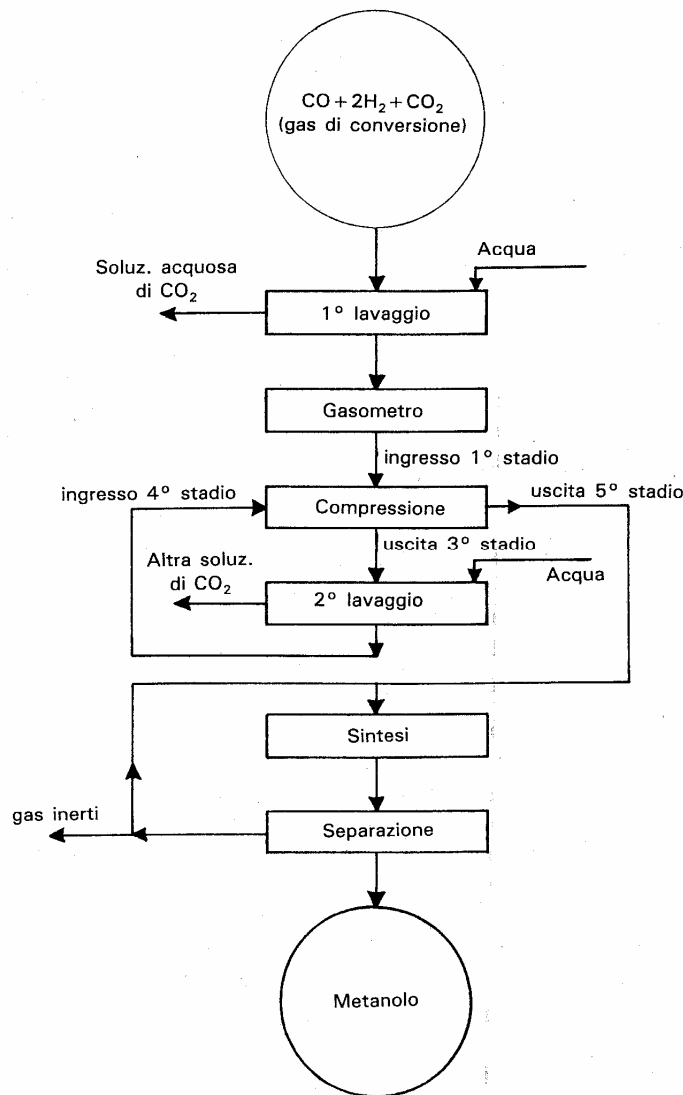 CO + 2H₂ + CO₂
(gas di conversione)
Acqua
Soluz. acquosa
di CO₂
1° lavaggio
Gasometro
ingresso 1° stadio
ingresso 4° stadio
Compressione
uscita 5° stadio
uscita 3° stadio
Altra soluz.
di CO₂
Acqua
2° lavaggio
Sintesi
gas inerti
Separazione
Metanolo